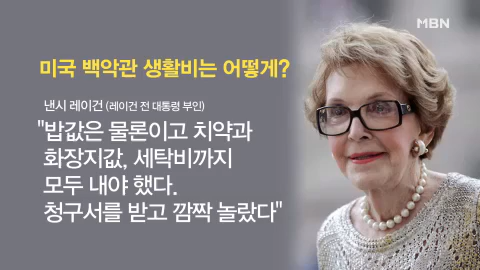 MBN
미국 백악관 생활비는 어떻게?
낸시 레이건 (레이건 전 대통령 부인)
"밥값은 물론이고 치약과
화장지값, 세탁비까지
모두 내야 했다.
청구서를 받고 깜짝 놀랐다"